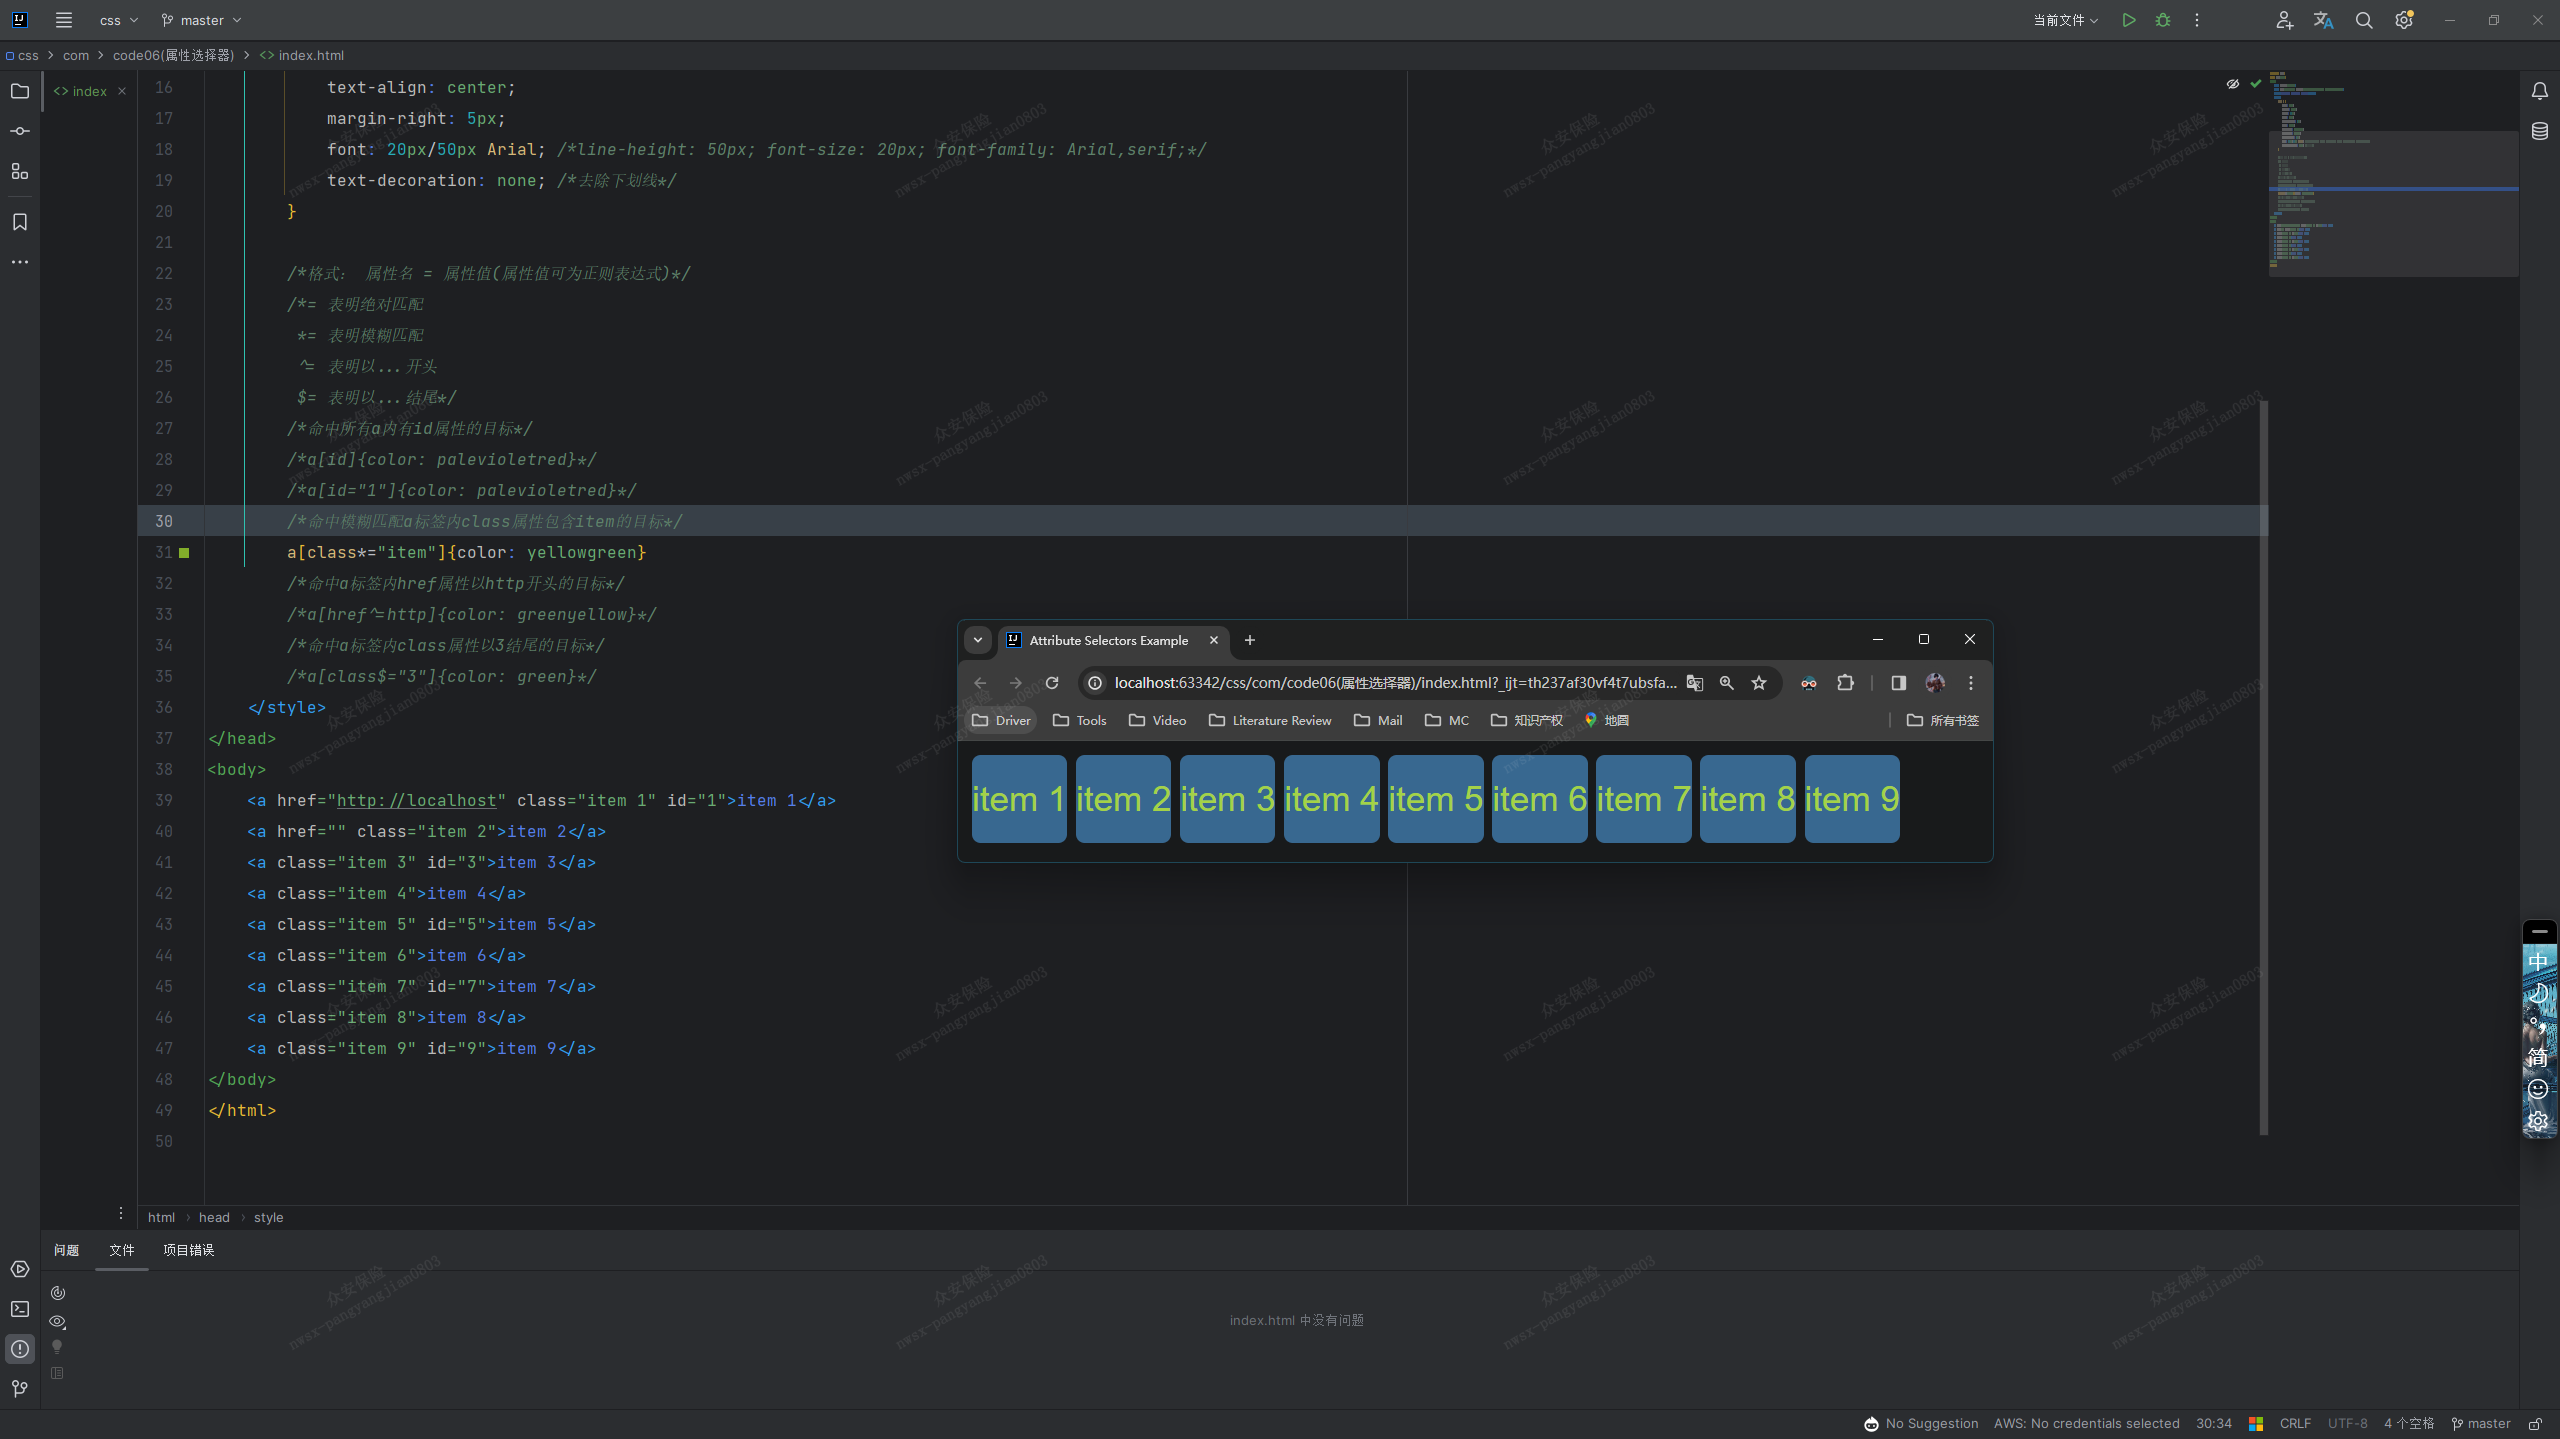 css
master
当前文件
css > com > code06(属性选择器) > index.html
index
16 text-align: center;
17 margin-right: 5px;
18 font: 20px/50px Arial; /*line-height: 50px; font-size: 20px; font-family: Arial,serif;*/
19 text-decoration: none; /*去除下划线*/
20 }
21
22 /*格式： 属性名 = 属性值(属性值可为正则表达式)*/
23 /*= 表明绝对匹配
24 *= 表明模糊匹配
25 ^= 表明以...开头
26 $= 表明以...结尾*/
27 /*命中所有a内有id属性的目标*/
28 /*a[id]{color: palevioletred}*/
29 /*a[id="1"]{color: palevioletred}*/
30 /*命中模糊匹配a标签内class属性包含item的目标*/
31 a[class*="item"]{color: yellowgreen}
32 /*命中a标签内href属性以http开头的目标*/
33 /*a[href^=http]{color: greenyellow}*/
34 /*命中a标签内class属性以3结尾的目标*/
35 /*a[class$="3"]{color: green}*/
36 </style>
37 </head>
38 <body>
39 <a href="http://localhost" class="item 1" id="1">item 1</a>
40 <a href="" class="item 2">item 2</a>
41 <a class="item 3" id="3">item 3</a>
42 <a class="item 4">item 4</a>
43 <a class="item 5" id="5">item 5</a>
44 <a class="item 6">item 6</a>
45 <a class="item 7" id="7">item 7</a>
46 <a class="item 8">item 8</a>
47 <a class="item 9" id="9">item 9</a>
48 </body>
49 </html>
50
Attribute Selectors Example
localhost:63342/css/com/code06(属性选择器)/index.html?_ijt=th237af30vf4t7ubsfa...
Driver Tools Video Literature Review Mail MC 知识产权 地图 所有书签
item 1 item 2 item 3 item 4 item 5 item 6 item 7 item 8 item 9
中
简
html > head > style
问题 文件 项目错误
index.html 中没有问题
No Suggestion AWS: No credentials selected 30:34 CRLF UTF-8 4 个空格 master
众安保险
nwsx-pangyangjian0803